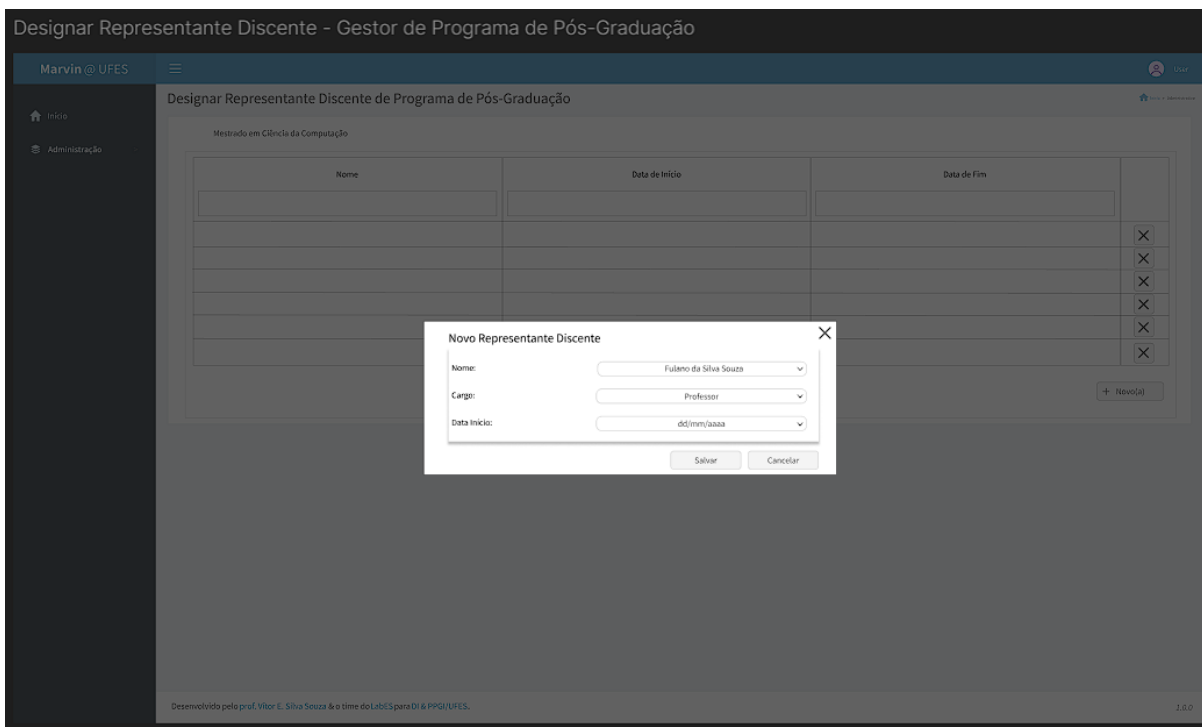 Designar Representante Discente - Gestor de Programa de Pós-Graduação
Marvin @ UFES
User
Designar Representante Discente de Programa de Pós-Graduação
Início
Administração
Mestrado em Ciência da Computação
Nome Data de Início Data de Fim
Novo Representante Discente
Nome: Fulano da Silva Souza
Cargo: Professor
Data Início: dd/mm/aaaa
Salvar Cancelar
+ Novo(a)
Desenvolvido pelo prof. Vítor E. Silva Souza & o time do LabES para DI & PPGI/UFES. 1.0.0